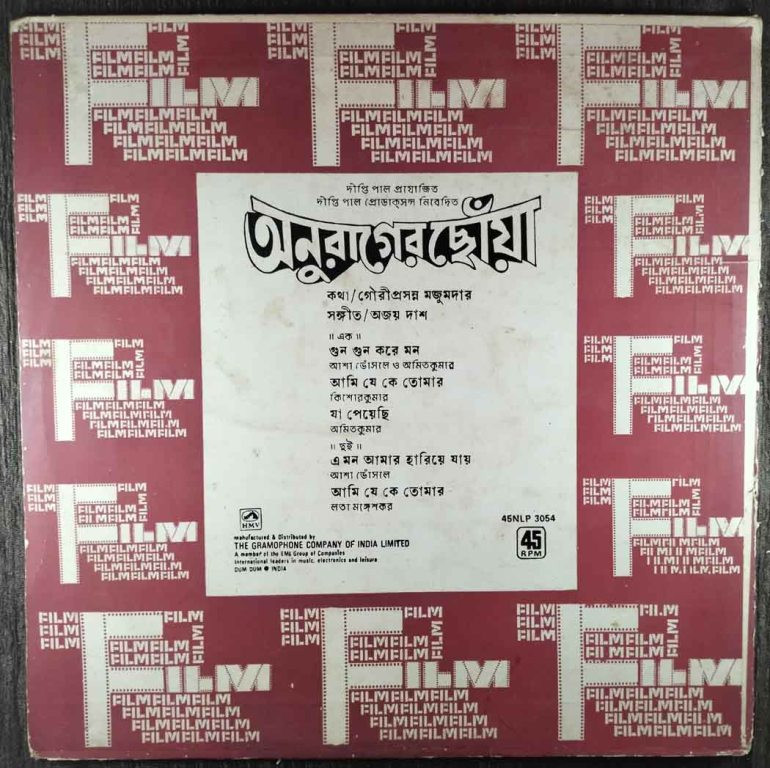 FILM
FILMFILM
দীপ্তি পাল প্রযোজিত
দীপ্তি পাল প্রোডাক্সন্স নিবেদিত
অনুরাগের ছোঁয়া
কথা/গৌরীপ্রসন্ন মজুমদার
সঙ্গীত/অজয় দাশ
॥ এক ॥
গুন গুন করে মন
আশা ভোঁসলে ও অমিতকুমার
আমি যে কে তোমার
কিশোরকুমার
যা পেয়েছি
অমিতকুমার
॥ দুই ॥
এ মন আমার হারিয়ে যায়
আশা ভোঁসলে
আমি যে কে তোমার
লতা মঙ্গেশকর
HMV
manufactured & Distributed by
THE GRAMOPHONE COMPANY OF INDIA LIMITED
A member of the EMI Group of Companies
International leaders in music, electronics and leisure
DUM DUM ● INDIA
45NLP 3054
45
RPM